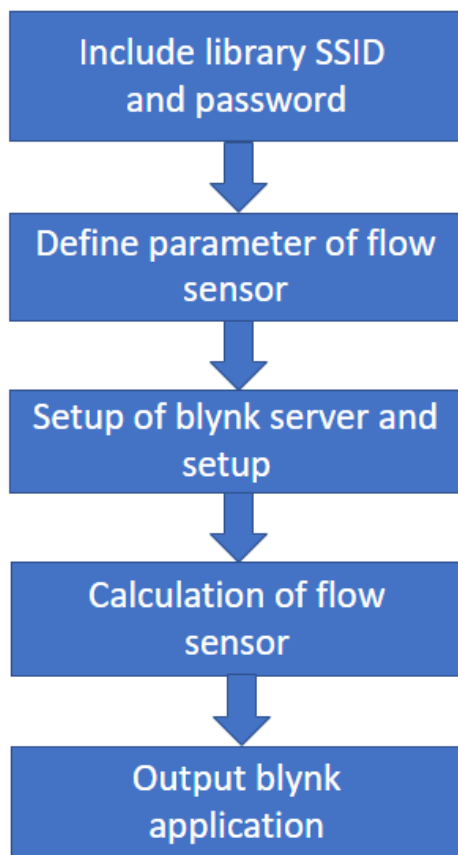 Include library SSID
and password
Define parameter of flow
sensor
Setup of blynk server and
setup
Calculation of flow
sensor
Output blynk
application